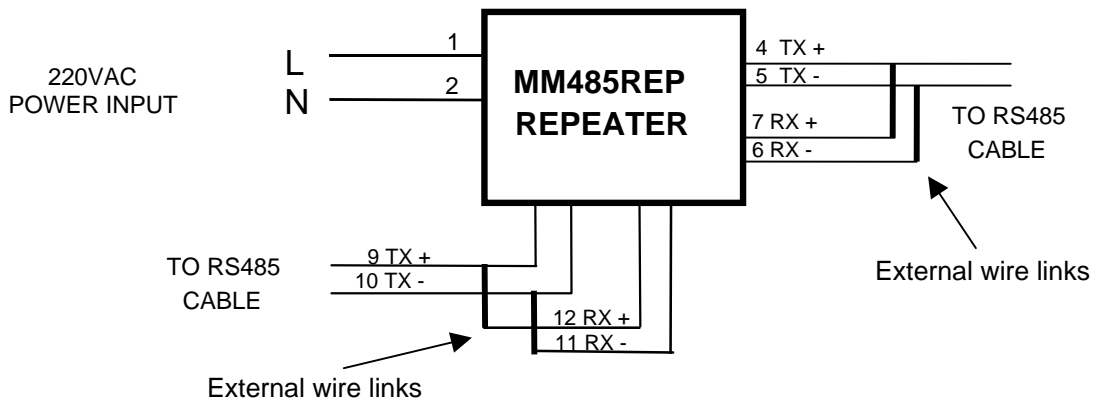 220VAC
POWER INPUT
L
N
1
2
MM485REP
REPEATER
4 TX +
5 TX -
7 RX +
6 RX -
TO RS485
CABLE
External wire links
TO RS485
CABLE
9 TX +
10 TX -
12 RX +
11 RX -
External wire links